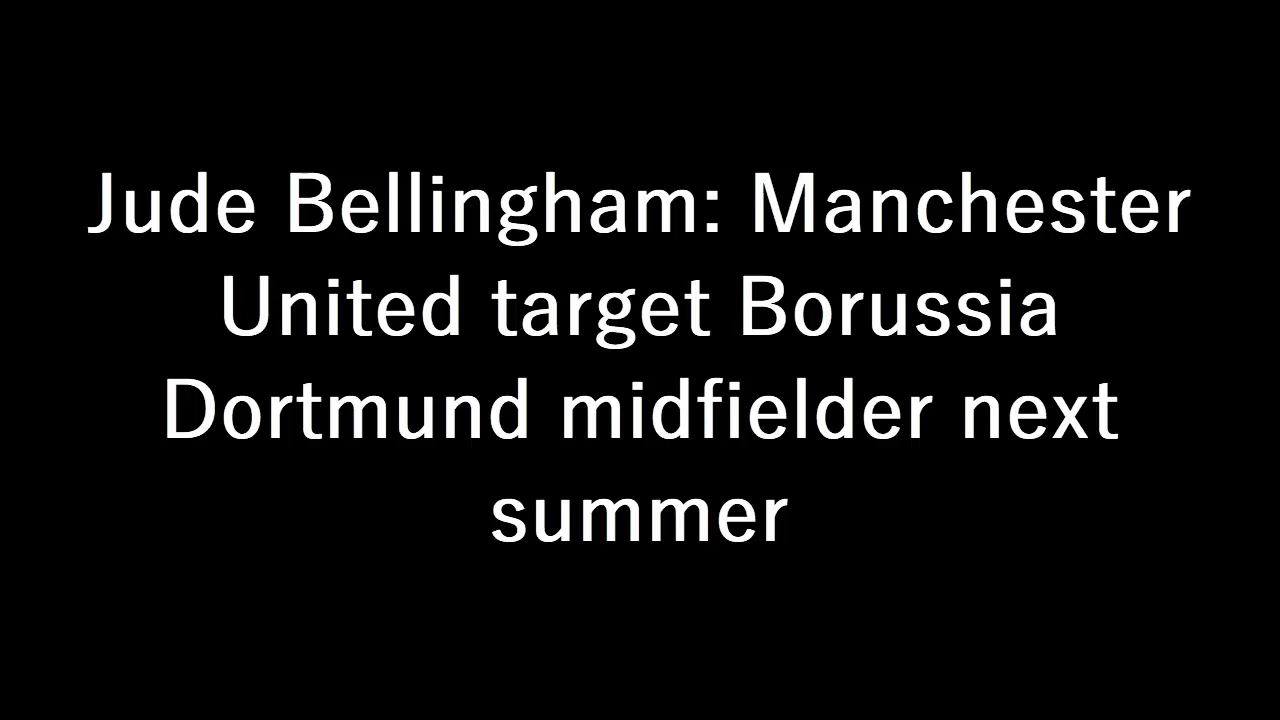 Jude Bellingham: Manchester
United target Borussia
Dortmund midfielder next
summer